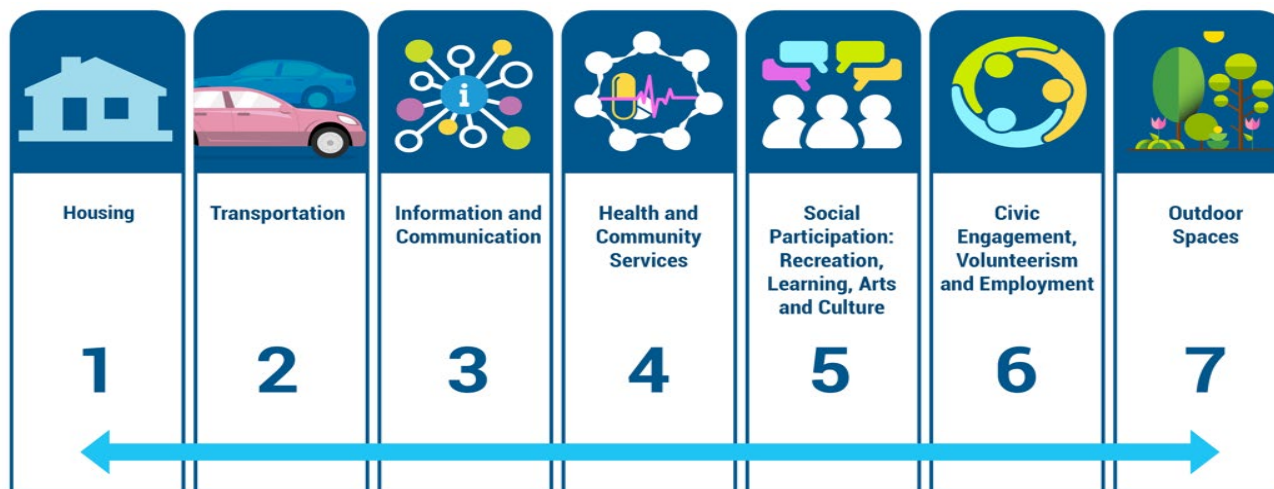 i
Housing
Transportation
Information and
Communication
Health and
Community
Services
Social
Participation:
Recreation,
Learning, Arts
and Culture
Civic
Engagement,
Volunteerism
and Employment
Outdoor
Spaces
1
2
3
4
5
6
7